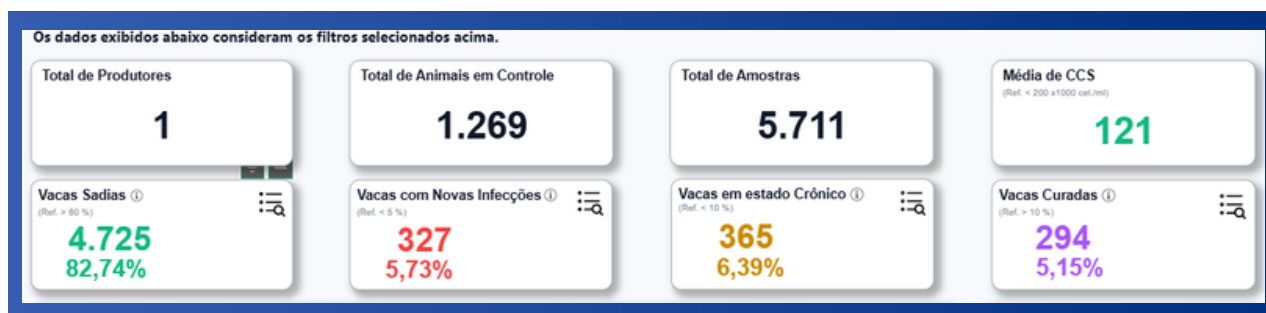 Os dados exibidos abaixo consideram os filtros selecionados acima.
Total de Produtores
1
Total de Animais em Controle
1.269
Total de Amostras
5.711
Média de CCS
(Ref. < 200 x1000 cel./ml)
121
Vacas Sadias
(Ref. > 80 %)
4.725
82,74%
Vacas com Novas Infecções
(Ref. < 5 %)
327
5,73%
Vacas em estado Crônico
(Ref. < 10 %)
365
6,39%
Vacas Curadas
(Ref. > 10 %)
294
5,15%